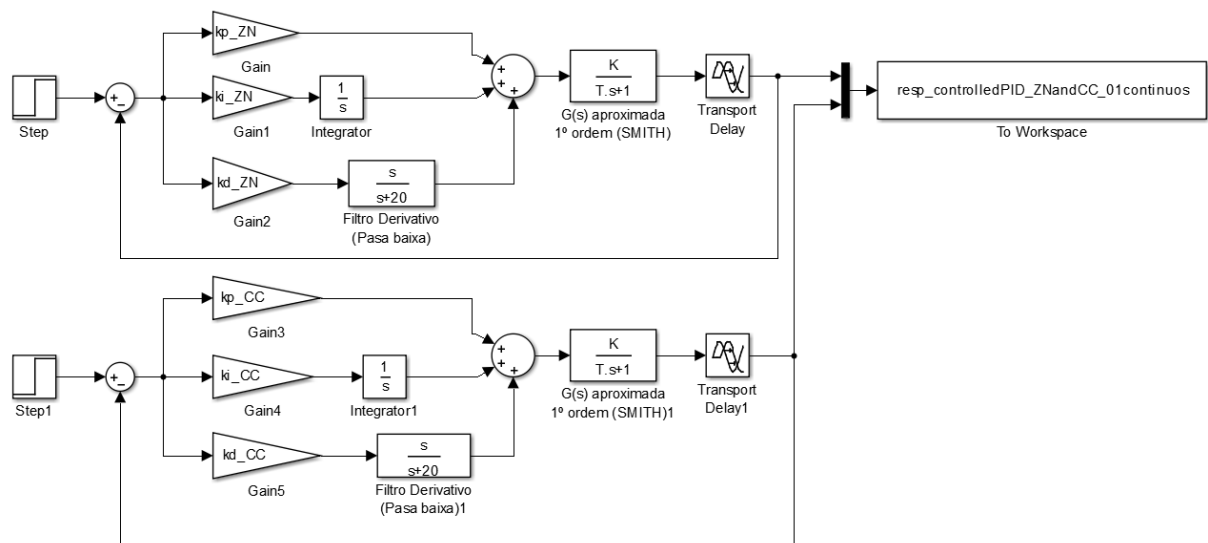 kp_ZN
Gain
Step
+
−
ki_ZN
Gain1
1
s
Integrator
kd_ZN
Gain2
s
s+20
Filtro Derivativo
(Pasa baixa)
+
+
+
K
T.s+1
G(s) aproximada
1º ordem (SMITH)
Transport
Delay
resp_controlledPID_ZNandCC_01continuos
To Workspace
kp_CC
Gain3
Step1
+
−
ki_CC
Gain4
1
s
Integrator1
kd_CC
Gain5
s
s+20
Filtro Derivativo
(Pasa baixa)1
+
+
+
K
T.s+1
G(s) aproximada
1º ordem (SMITH)1
Transport
Delay1